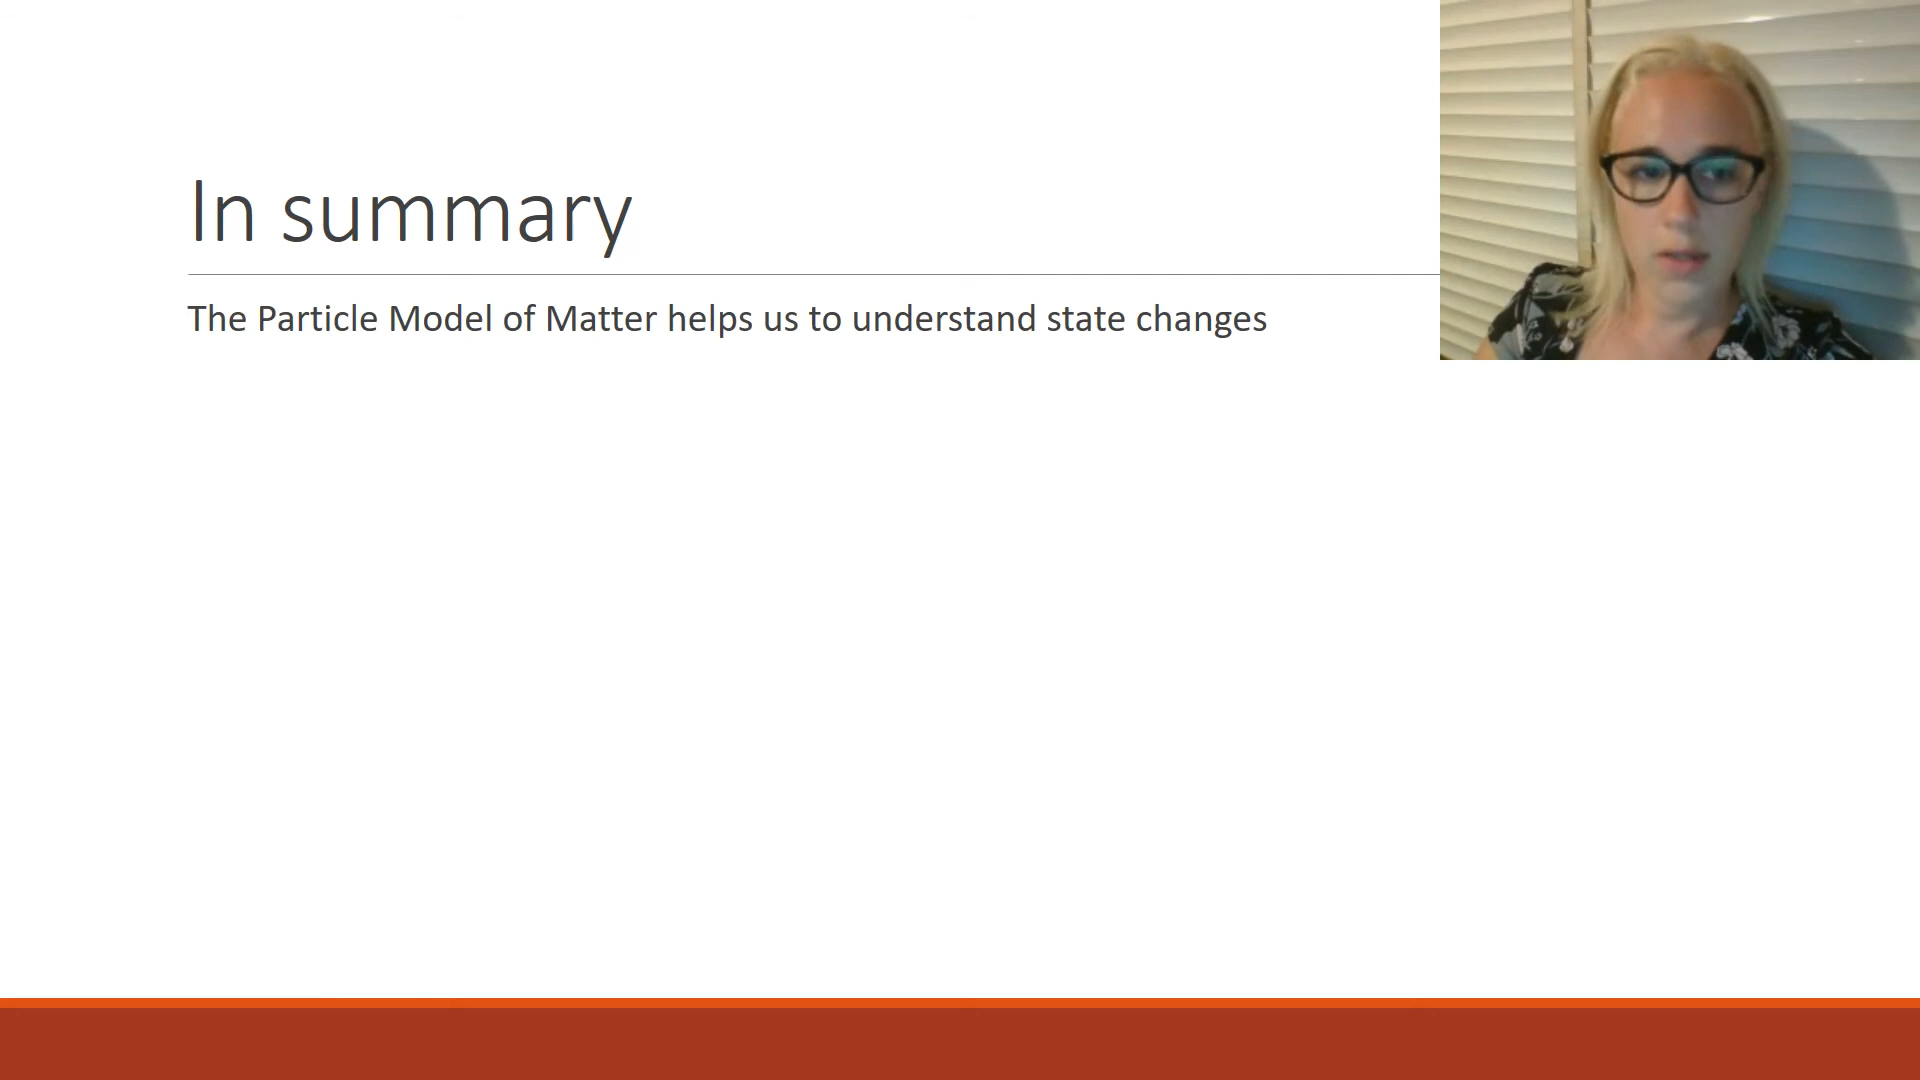 In summary
The Particle Model of Matter helps us to understand state changes